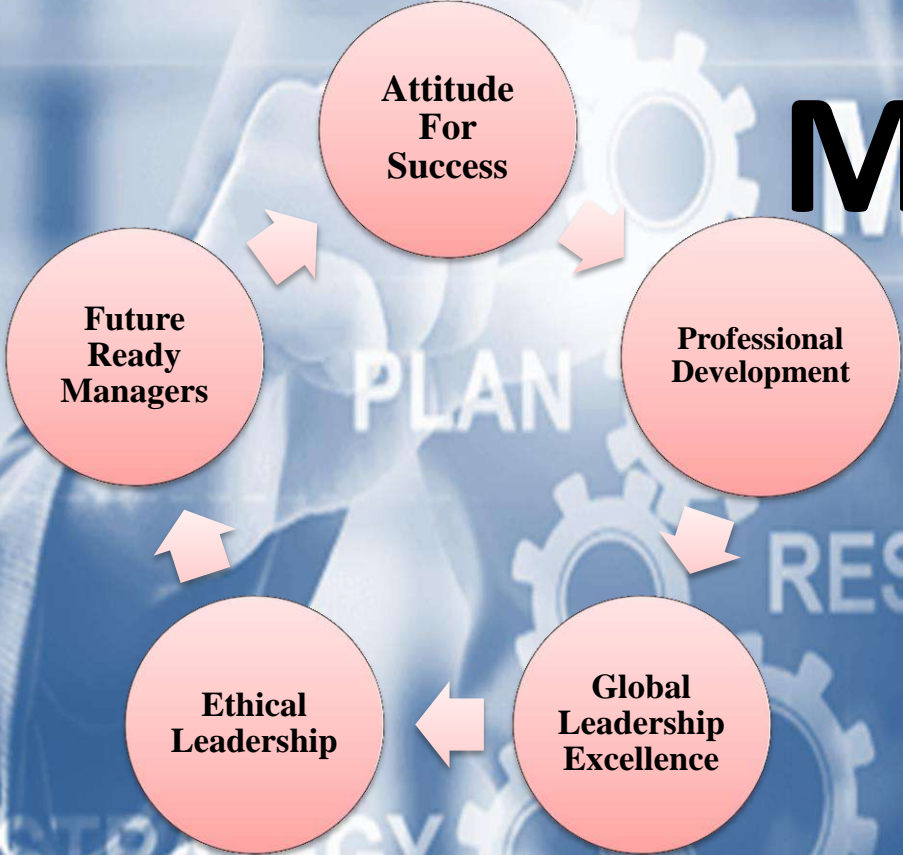 Attitude
For
Success
M
Professional
Development
Global
Leadership
Excellence
Ethical
Leadership
Future
Ready
Managers
PLAN
RES